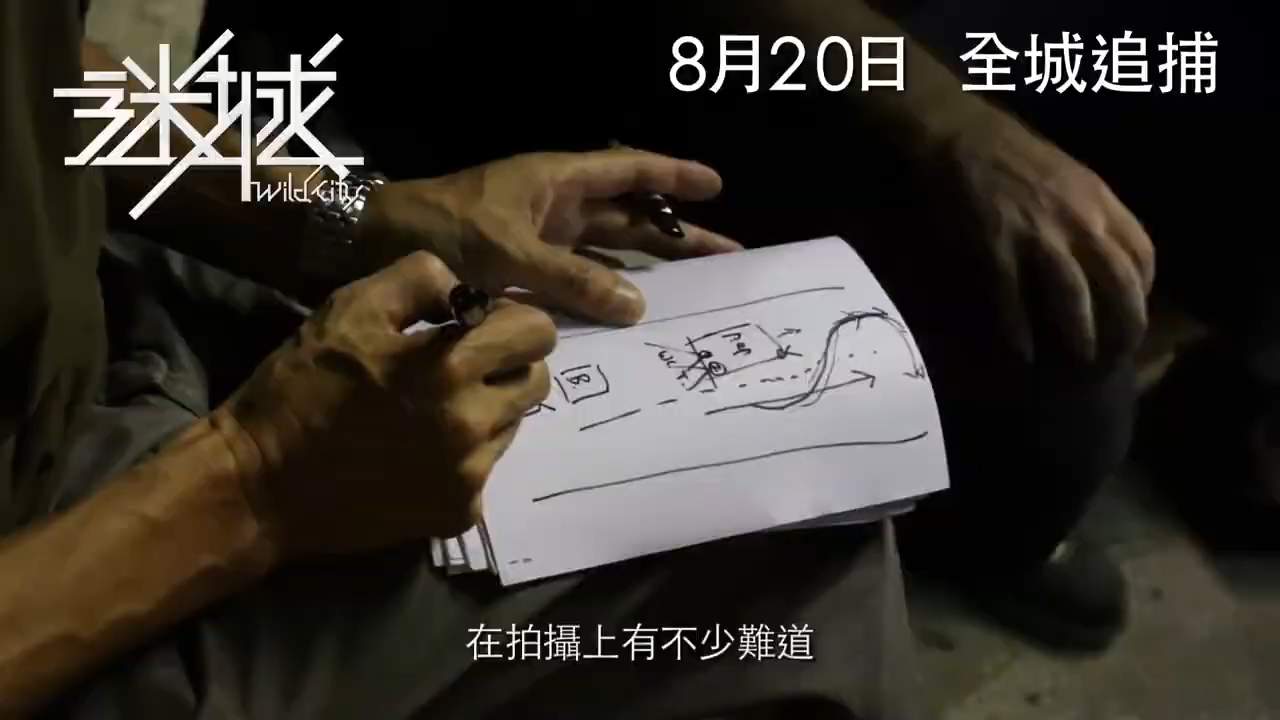 迷城
wild city
8月20日 全城追捕
B.
在拍攝上有不少難道